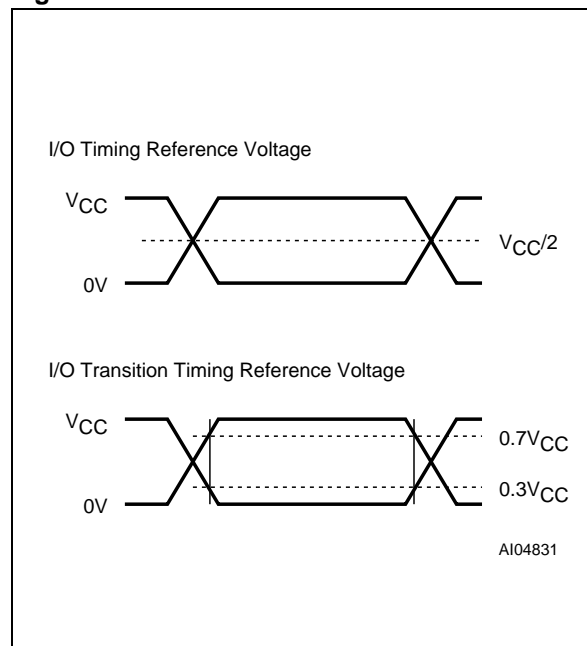 I/O Timing Reference Voltage
VCC
VCC/2
0V
I/O Transition Timing Reference Voltage
VCC
0.7VCC
0.3VCC
0V
AI04831